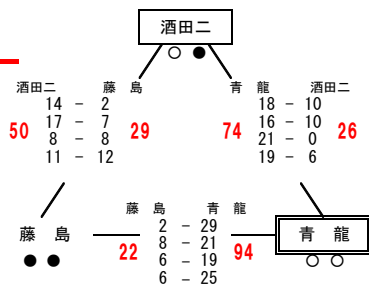 酒田二
○ ●
酒田二 藤 島
14 － 2
17 － 7
50 8 － 8 29
11 － 12
青 龍 酒田二
18 － 10
16 － 10
74 21 － 0 26
19 － 6
藤 島 青 龍
2 － 29
8 － 21
22 6 － 19 94
6 － 25
藤 島
● ●
青 龍
○ ○